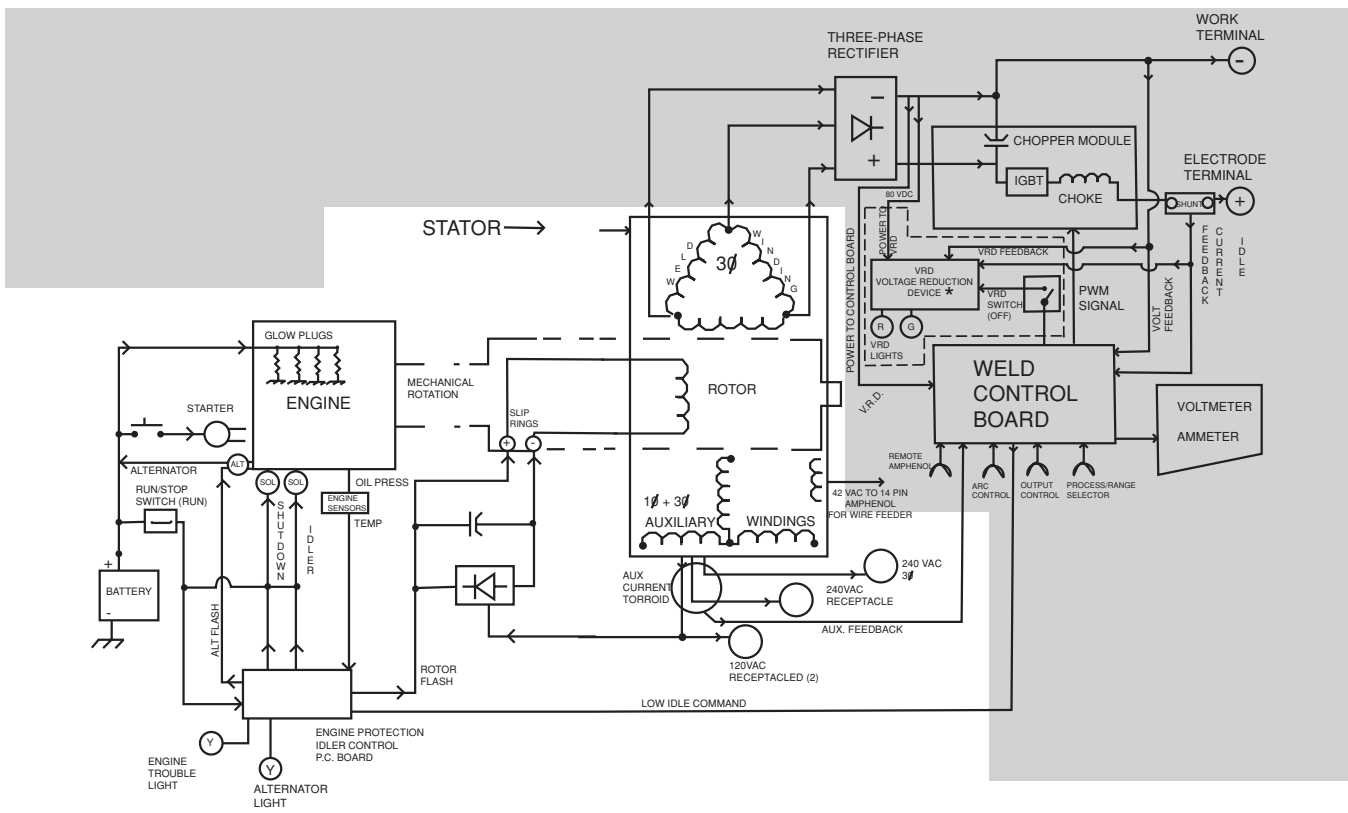 WORK
TERMINAL
-
THREE-PHASE
RECTIFIER
-
+
CHOPPER MODULE
IGBT
CHOKE
ELECTRODE
TERMINAL
SHUNT
+
80 VDC
STATOR
3Ø
WELD
WINDING
POWER TO
VRD
VRD FEEDBACK
VRD
VOLTAGE REDUCTION
DEVICE *
VRD
SWITCH
(OFF)
R
G
VRD
LIGHTS
PWM
SIGNAL
VOLT
FEEDBACK
FEEDBACK
CURRENT
IDLE
POWER TO CONTROL BOARD
V.R.D.
WELD
CONTROL
BOARD
VOLTMETER
AMMETER
REMOTE
AMPHENOL
ARC
CONTROL
OUTPUT
CONTROL
PROCESS/RANGE
SELECTOR
GLOW PLUGS
ENGINE
MECHANICAL
ROTATION
ROTOR
SLIP
RINGS
+
-
STARTER
ALTERNATOR
ALT
RUN/STOP
SWITCH (RUN)
SOL
SOL
OIL PRESS
ENGINE
SENSORS
TEMP
SHUTDOWN
IDLER
+
BATTERY
-
ALT FLASH
1Ø + 3Ø
AUXILIARY
WINDINGS
42 VAC TO 14 PIN
AMPHENOL
FOR WIRE FEEDER
AUX
CURRENT
TORROID
240 VAC
3Ø
240VAC
RECEPTACLE
AUX. FEEDBACK
120VAC
RECEPTACLED (2)
ROTOR
FLASH
LOW IDLE COMMAND
ENGINE PROTECTION
IDLER CONTROL
P.C. BOARD
Y
ENGINE
TROUBLE
LIGHT
Y
ALTERNATOR
LIGHT